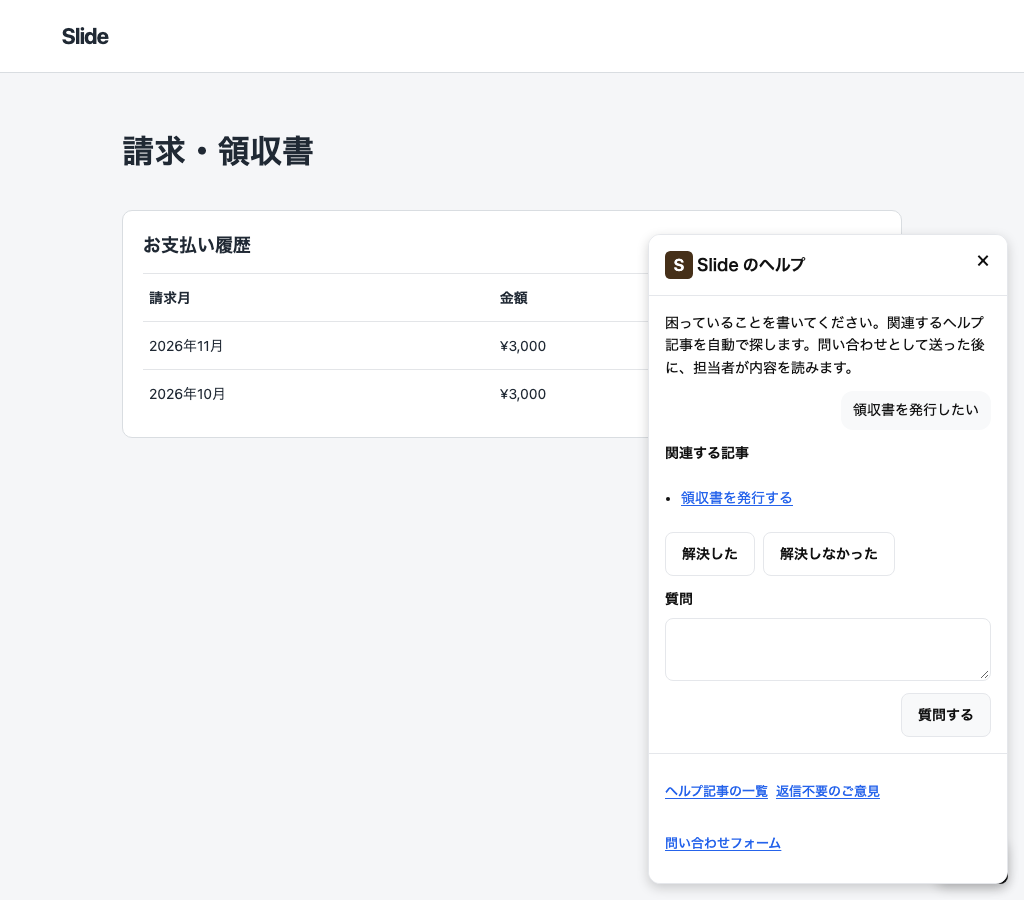 Slide
請求・領収書
お支払い履歴
請求月 金額
2026年11月 ¥3,000
2026年10月 ¥3,000
S Slide のヘルプ
×
困っていることを書いてください。関連するヘルプ
記事を自動で探します。問い合わせとして送った後
に、担当者が内容を読みます。
領収書を発行したい
関連する記事
• 領収書を発行する
解決した 解決しなかった
質問
質問する
ヘルプ記事の一覧 返信不要のご意見
問い合わせフォーム